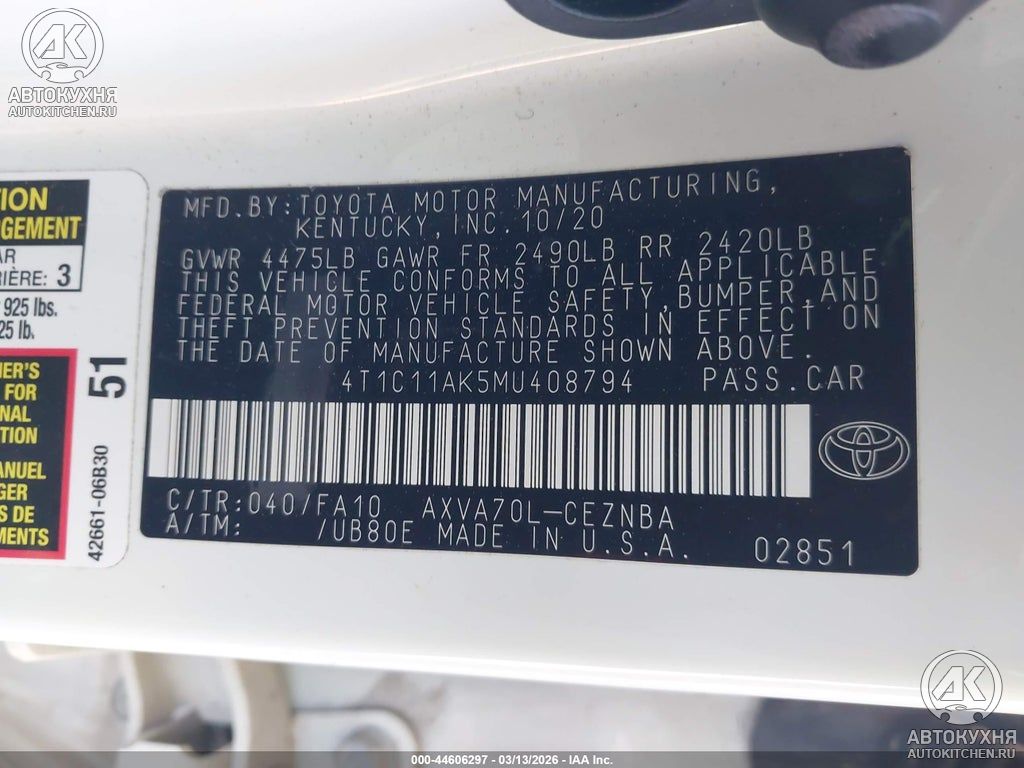 АВТОКУХНЯ
AUTOKITCHEN.RU
TION
RGEMENT
AR
RIÈRE: 3
925 lbs.
25 lb.
51
ER'S
FOR
NAL
TION
ANUEL
GER
S DE
MENTS
42661-06B30
MFD.BY:TOYOTA MOTOR MANUFACTURING,
KENTUCKY, INC. 10/20
GVWR 4475LB GAWR FR 2490LB RR 2420LB
THIS VEHICLE CONFORMS TO ALL APPLICABLE
FEDERAL MOTOR VEHICLE SAFETY, BUMPER, AND
THEFT PREVENTION STANDARDS IN EFFECT ON
THE DATE OF MANUFACTURE SHOWN ABOVE.
4T1C11AK5MU408794 PASS.CAR
C/TR:040/FA10 AXVA70L-CEZNBA
A/TM: /UB80E MADE IN U.S.A. 02851
АВТОКУХНЯ
AUTOKITCHEN.RU
000-44606297 - 03/13/2026 - IAA Inc.